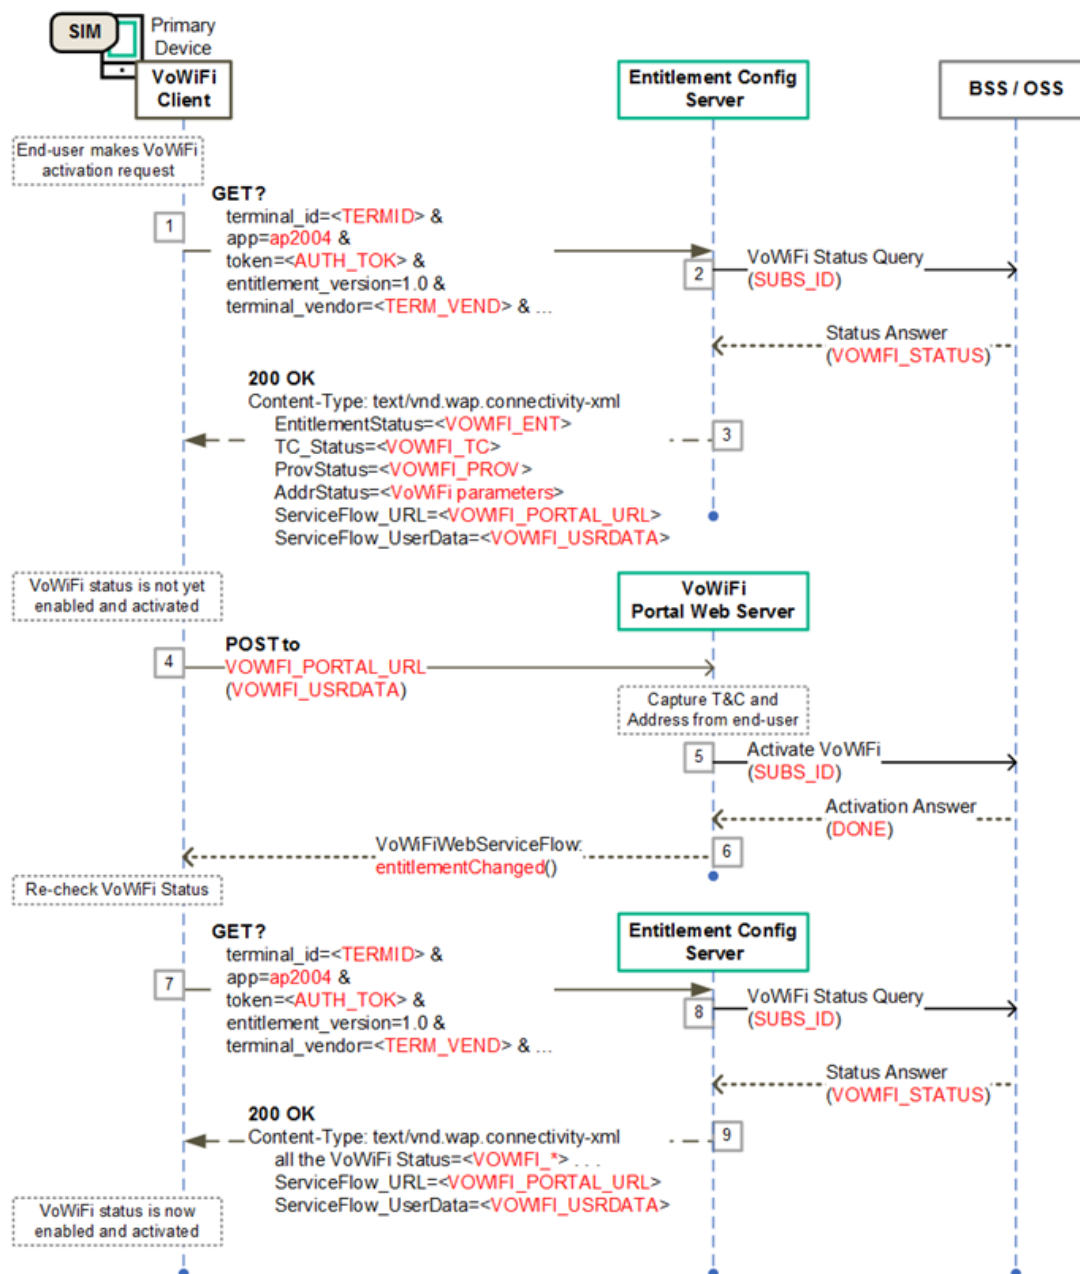 SIM
Primary
Device
VoWiFi
Client
Entitlement Config
Server
BSS / OSS
End-user makes VoWiFi
activation request
GET?
1
terminal_id=<TERMID> &
app=ap2004 &
token=<AUTH_TOK> &
entitlement_version=1.0 &
terminal_vendor=<TERM_VEND> & ...
2
VoWiFi Status Query
(SUBS_ID)
Status Answer
(VOWIFI_STATUS)
200 OK
Content-Type: text/vnd.wap.connectivity-xml
EntitlementStatus=<VOWIFI_ENT>
TC_Status=<VOWIFI_TC>
ProvStatus=<VOWIFI_PROV>
AddrStatus=<VoWiFi parameters>
ServiceFlow_URL=<VOWIFI_PORTAL_URL>
ServiceFlow_UserData=<VOWIFI_USRDATA>
3
VoWiFi status is not yet
enabled and activated
VoWiFi
Portal Web Server
4
POST to
VOWIFI_PORTAL_URL
(VOWIFI_USRDATA)
Capture T&C and
Address from end-user
5
Activate VoWiFi
(SUBS_ID)
Activation Answer
(DONE)
6
VoWiFiWebServiceFlow:
entitlementChanged()
Re-check VoWiFi Status
Entitlement Config
Server
GET?
7
terminal_id=<TERMID> &
app=ap2004 &
token=<AUTH_TOK> &
entitlement_version=1.0 &
terminal_vendor=<TERM_VEND> & ...
8
VoWiFi Status Query
(SUBS_ID)
Status Answer
(VOWIFI_STATUS)
200 OK
9
Content-Type: text/vnd.wap.connectivity-xml
all the VoWiFi Status=<VOWIFI_*> . . .
ServiceFlow_URL=<VOWIFI_PORTAL_URL>
ServiceFlow_UserData=<VOWIFI_USRDATA>
VoWiFi status is now
enabled and activated